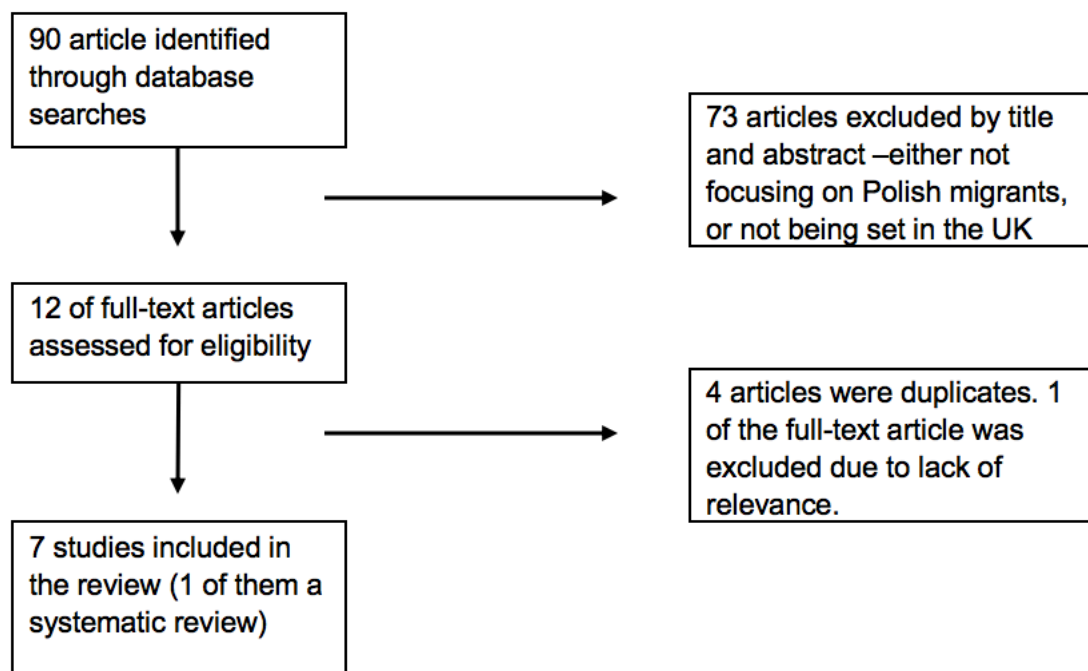 90 article identified
through database
searches
73 articles excluded by title
and abstract –either not
focusing on Polish migrants,
or not being set in the UK
12 of full-text articles
assessed for eligibility
4 articles were duplicates. 1
of the full-text article was
excluded due to lack of
relevance.
7 studies included in
the review (1 of them a
systematic review)